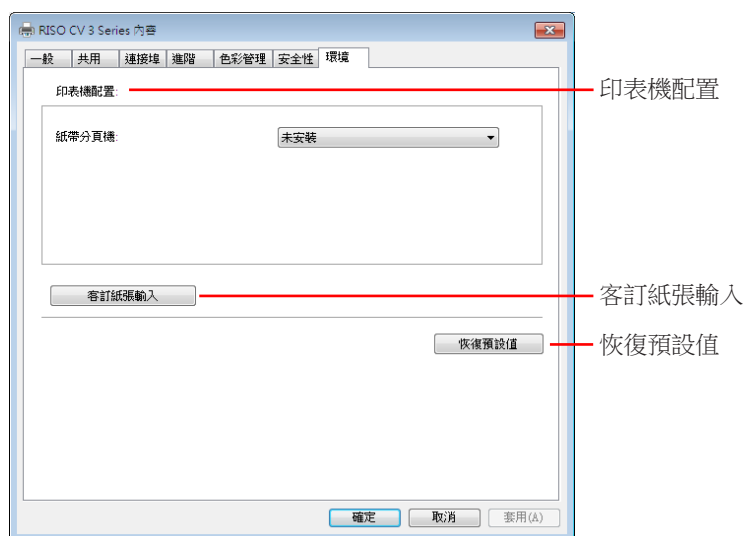 RISO CV 3 Series 內容
一般 共用 連接埠 進階 色彩管理 安全性 環境
印表機配置: 印表機配置
紙帶分頁機: 未安裝
客訂紙張輸入 客訂紙張輸入
恢復預設值 恢復預設值
確定 取消 套用(A)